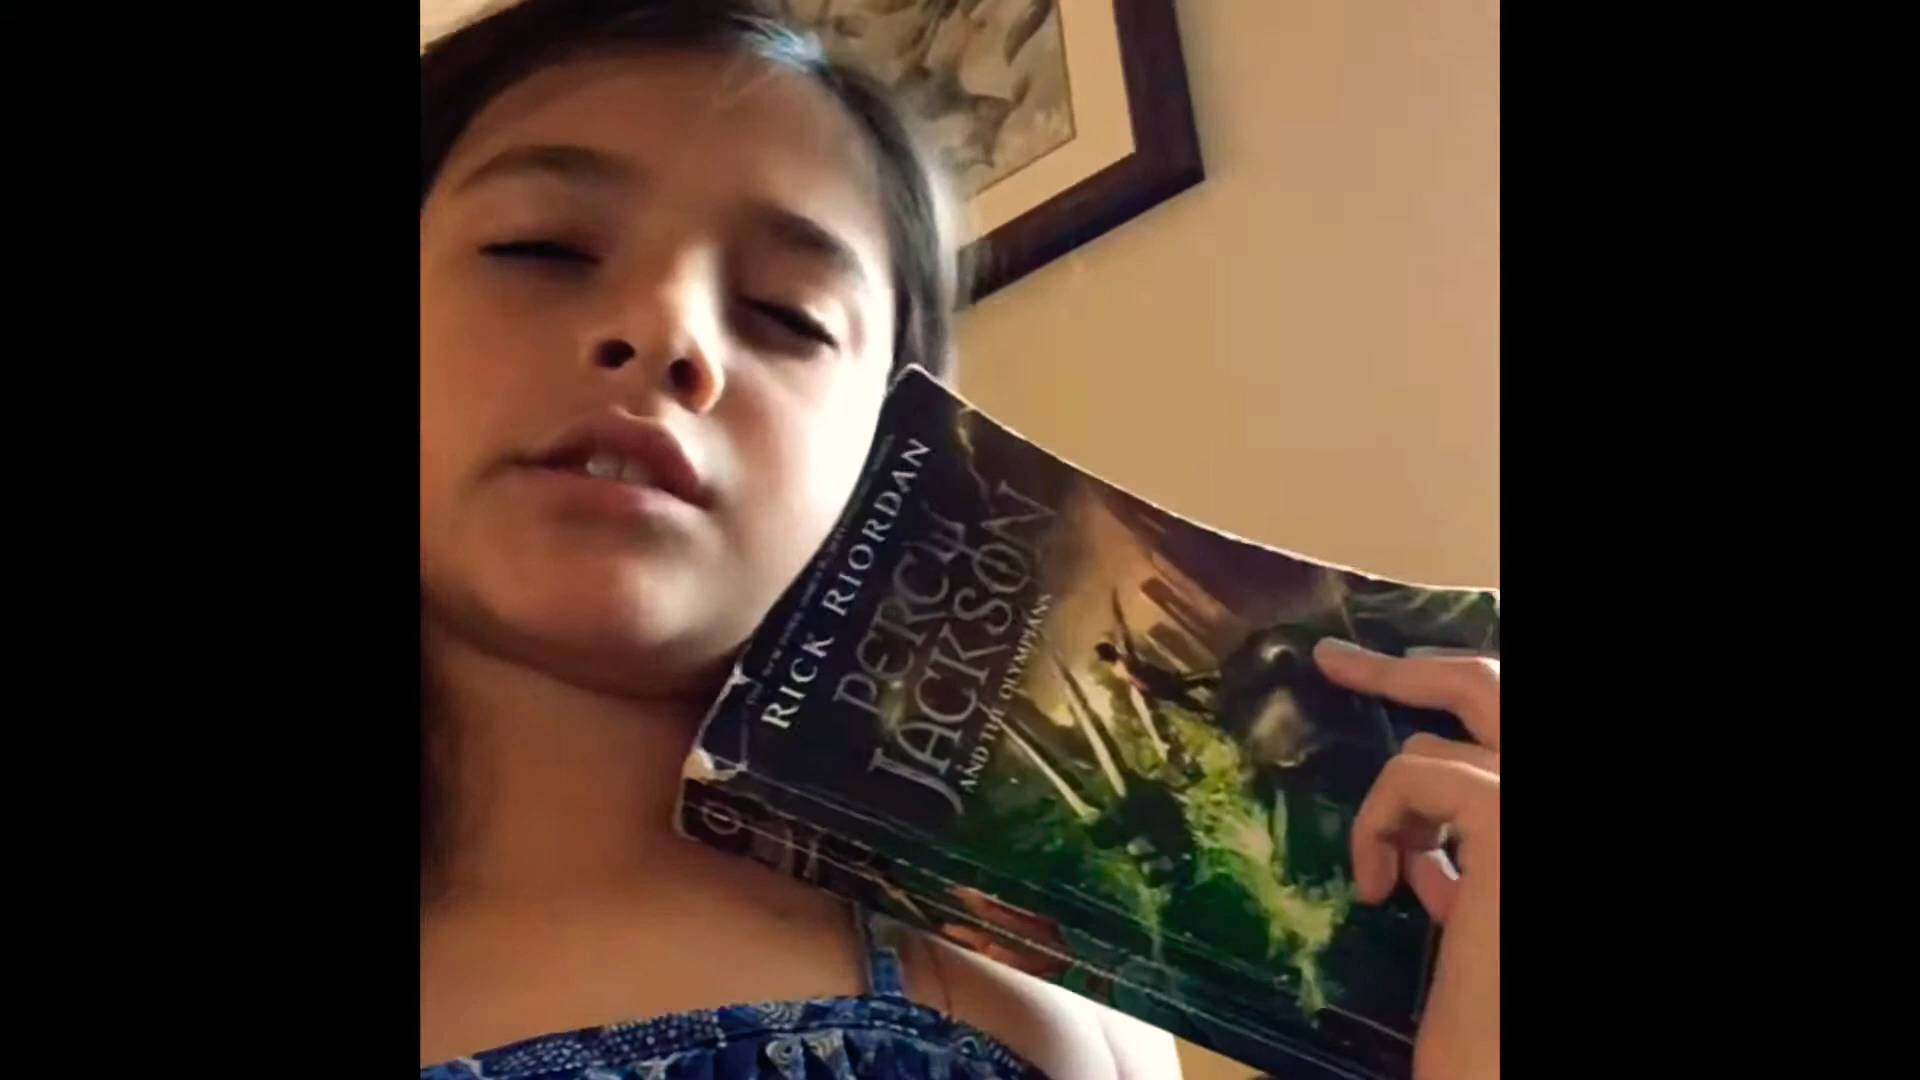 RICK RIORDAN
PERCY
JACKSON
AND THE OLYMPIANS